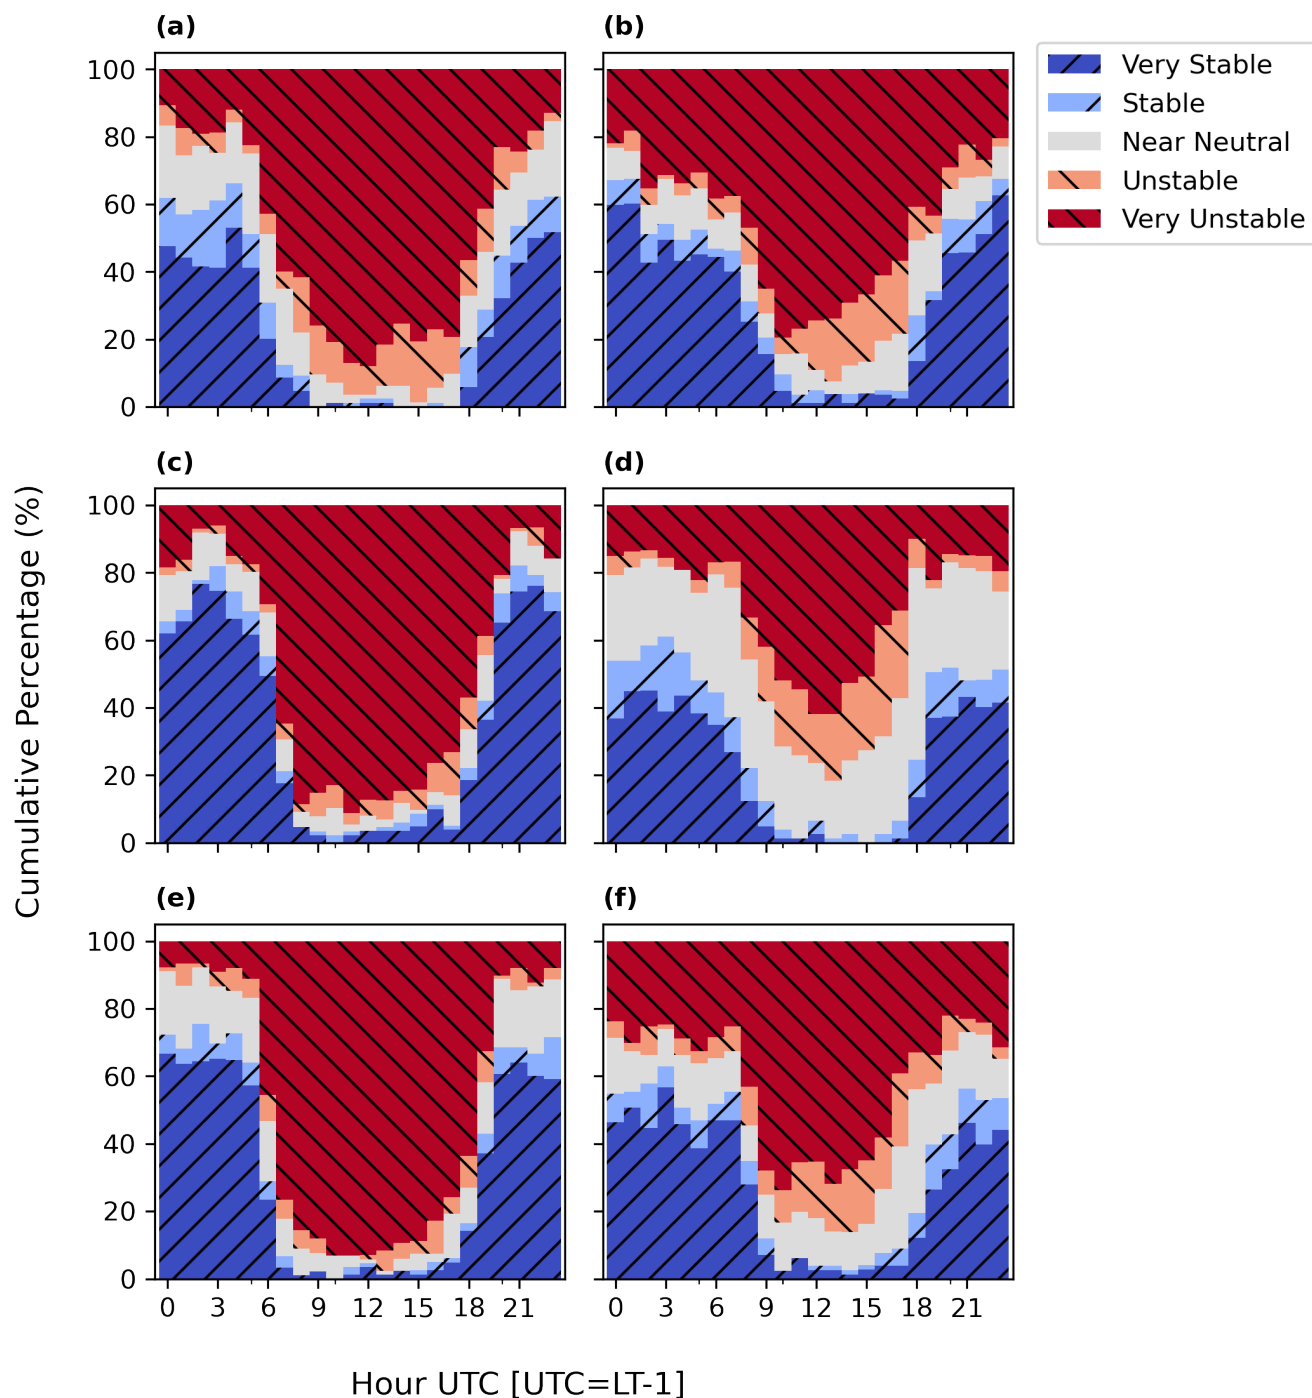 (a)
(b)
100
80
60
40
20
0
Very Stable
Stable
Near Neutral
Unstable
Very Unstable
(c)
(d)
100
80
60
40
20
0
Cumulative Percentage (%)
(e)
(f)
100
80
60
40
20
0
0 3 6 9 12 15 18 21
0 3 6 9 12 15 18 21
Hour UTC [UTC=LT-1]